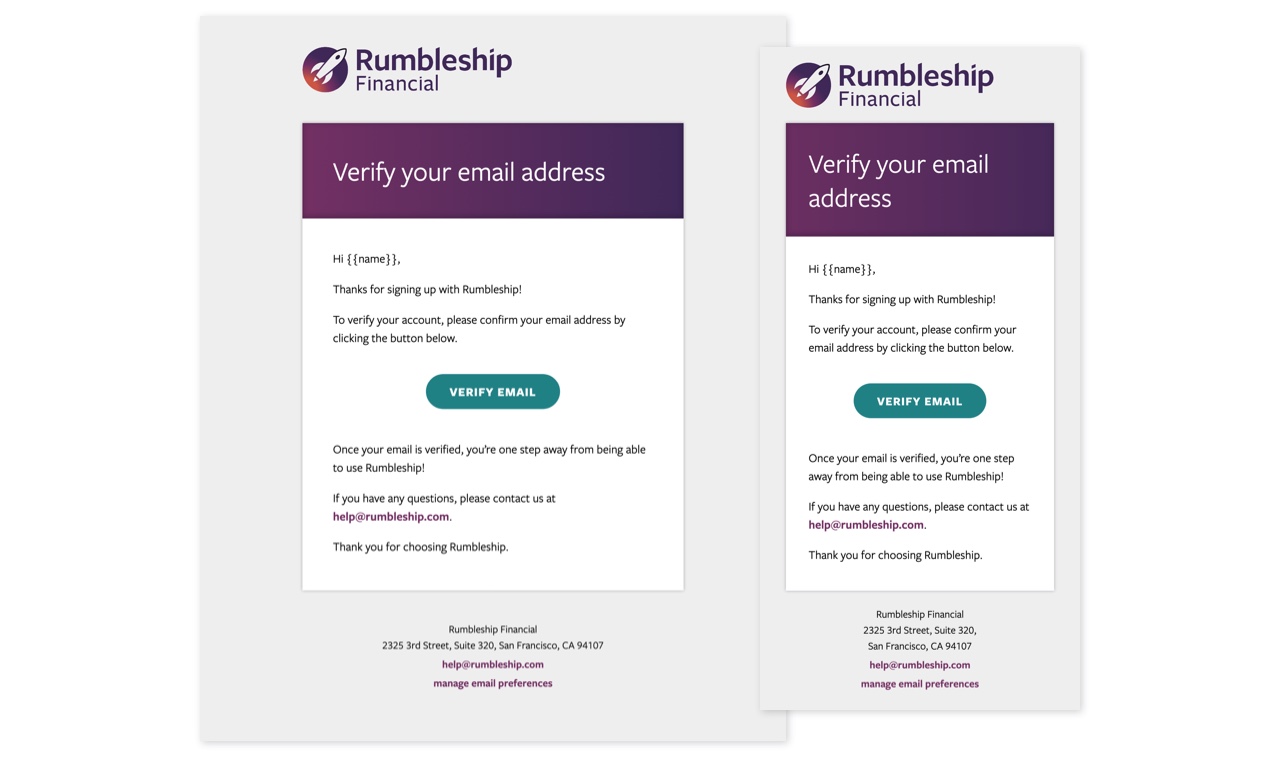 Rumbleship
Financial
Verify your email address
Hi {{name}},
Thanks for signing up with Rumbleship!
To verify your account, please confirm your email address by
clicking the button below.
VERIFY EMAIL
Once your email is verified, you’re one step away from being able
to use Rumbleship!
If you have any questions, please contact us at
help@rumbleship.com.
Thank you for choosing Rumbleship.
Rumbleship Financial
2325 3rd Street, Suite 320, San Francisco, CA 94107
help@rumbleship.com
manage email preferences
Rumbleship
Financial
Verify your email
address
Hi {{name}},
Thanks for signing up with Rumbleship!
To verify your account, please confirm your
email address by clicking the button below.
VERIFY EMAIL
Once your email is verified, you’re one step
away from being able to use Rumbleship!
If you have any questions, please contact us at
help@rumbleship.com.
Thank you for choosing Rumbleship.
Rumbleship Financial
2325 3rd Street, Suite 320,
San Francisco, CA 94107
help@rumbleship.com
manage email preferences